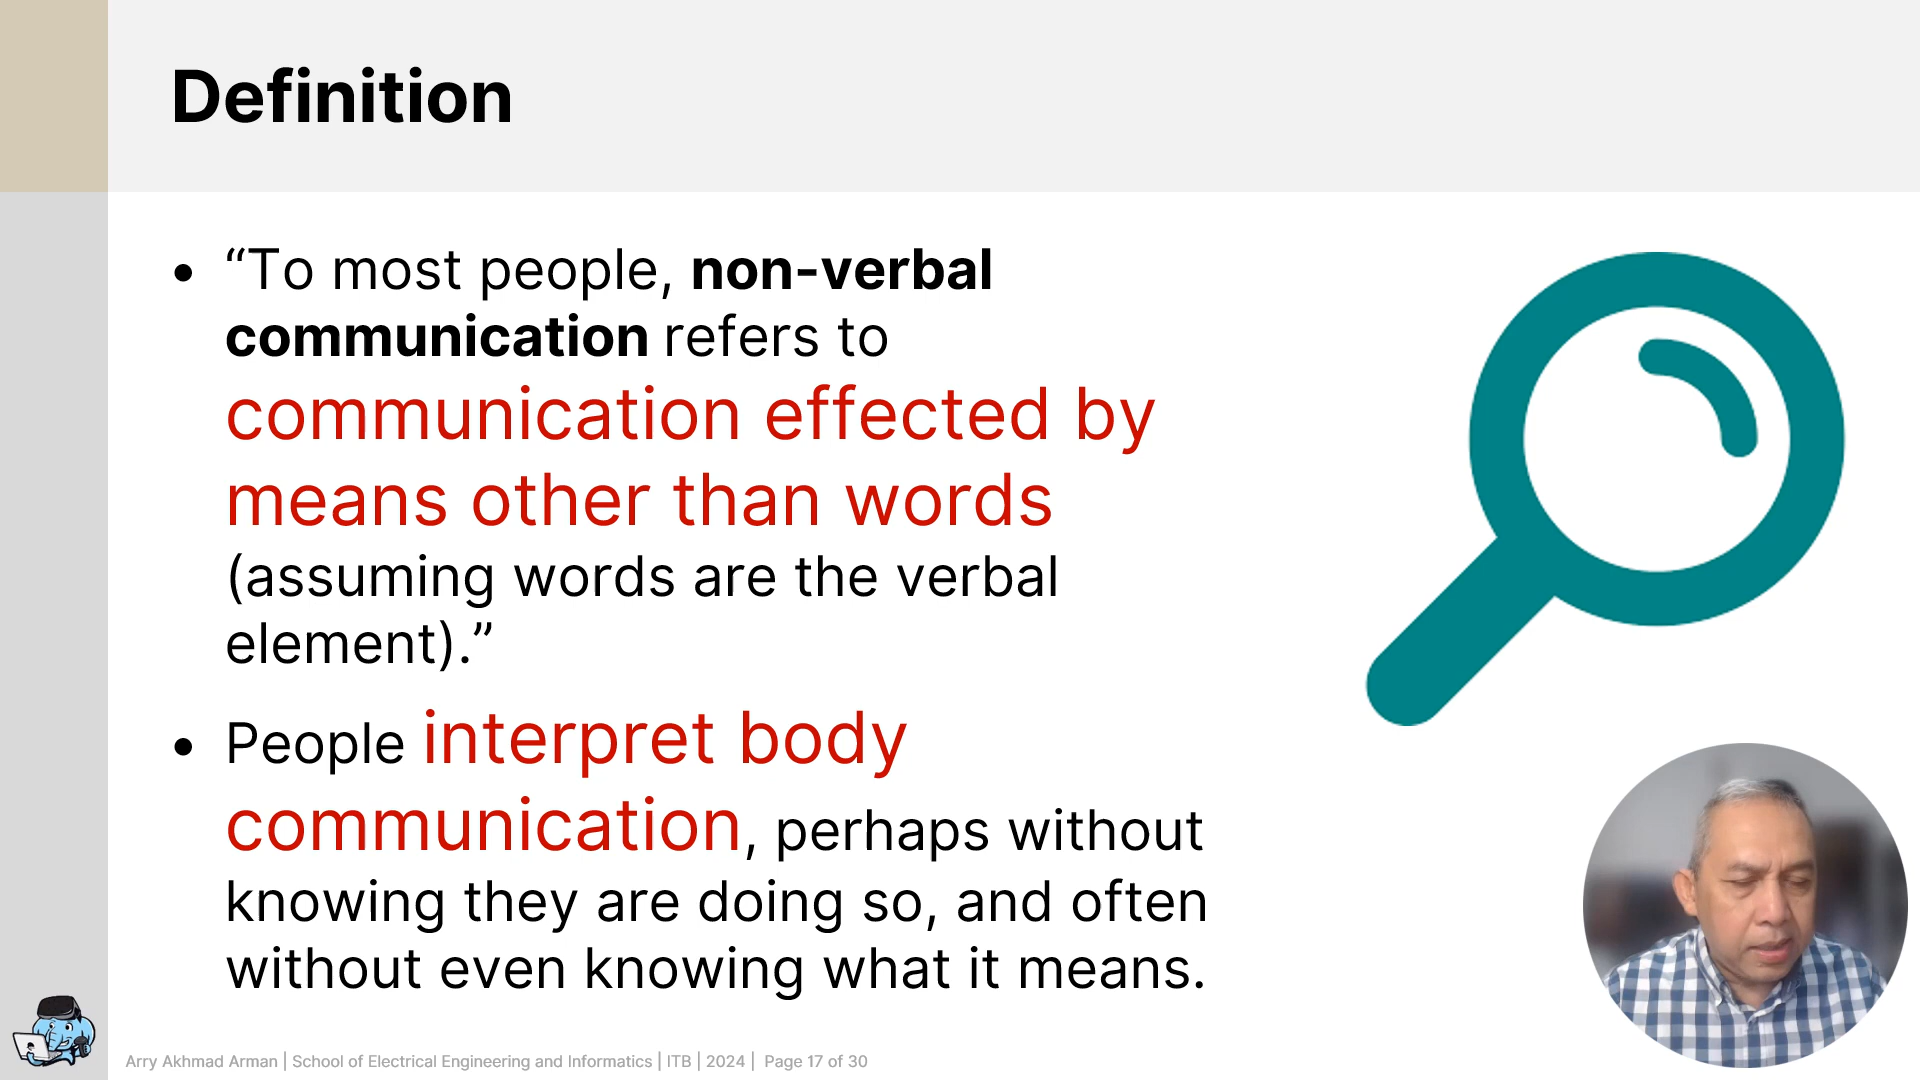 Definition
• “To most people, non-verbal
communication refers to
communication effected by
means other than words
(assuming words are the verbal
element).”
• People interpret body
communication, perhaps without
knowing they are doing so, and often
without even knowing what it means.
Arry Akhmad Arman | School of Electrical Engineering and Informatics | ITB | 2024 | Page 17 of 30